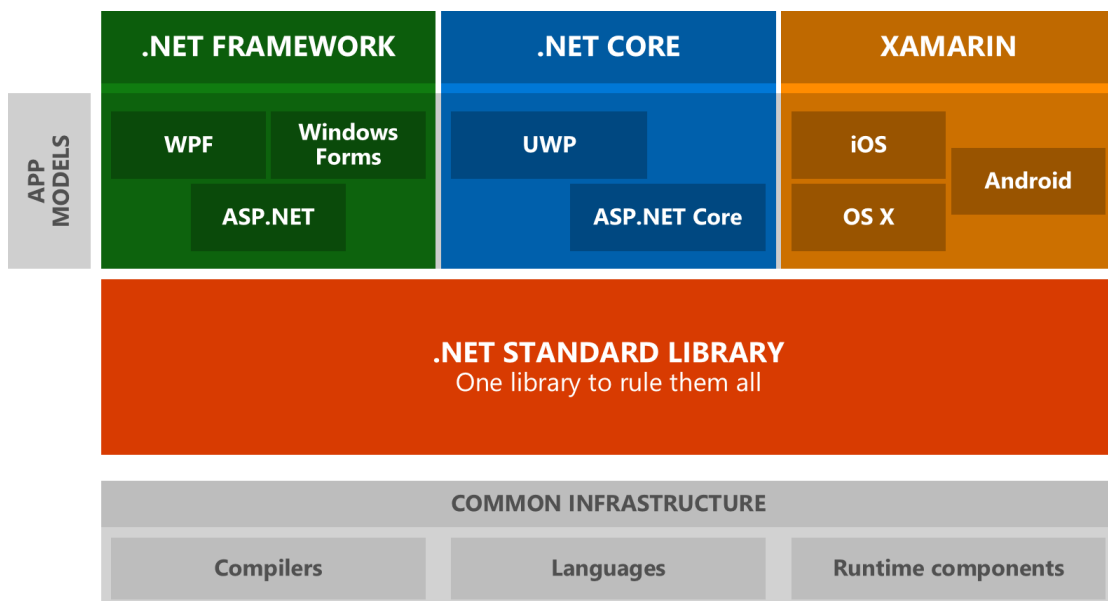 .NET FRAMEWORK
.NET CORE
XAMARIN
APP
MODELS
WPF
Windows
Forms
ASP.NET
UWP
ASP.NET Core
iOS
Android
OS X
.NET STANDARD LIBRARY
One library to rule them all
COMMON INFRASTRUCTURE
Compilers
Languages
Runtime components